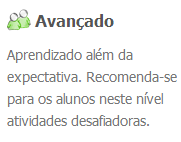 Avançado
Aprendizado além da
expectativa. Recomenda-se
para os alunos neste nível
atividades desafiadoras.